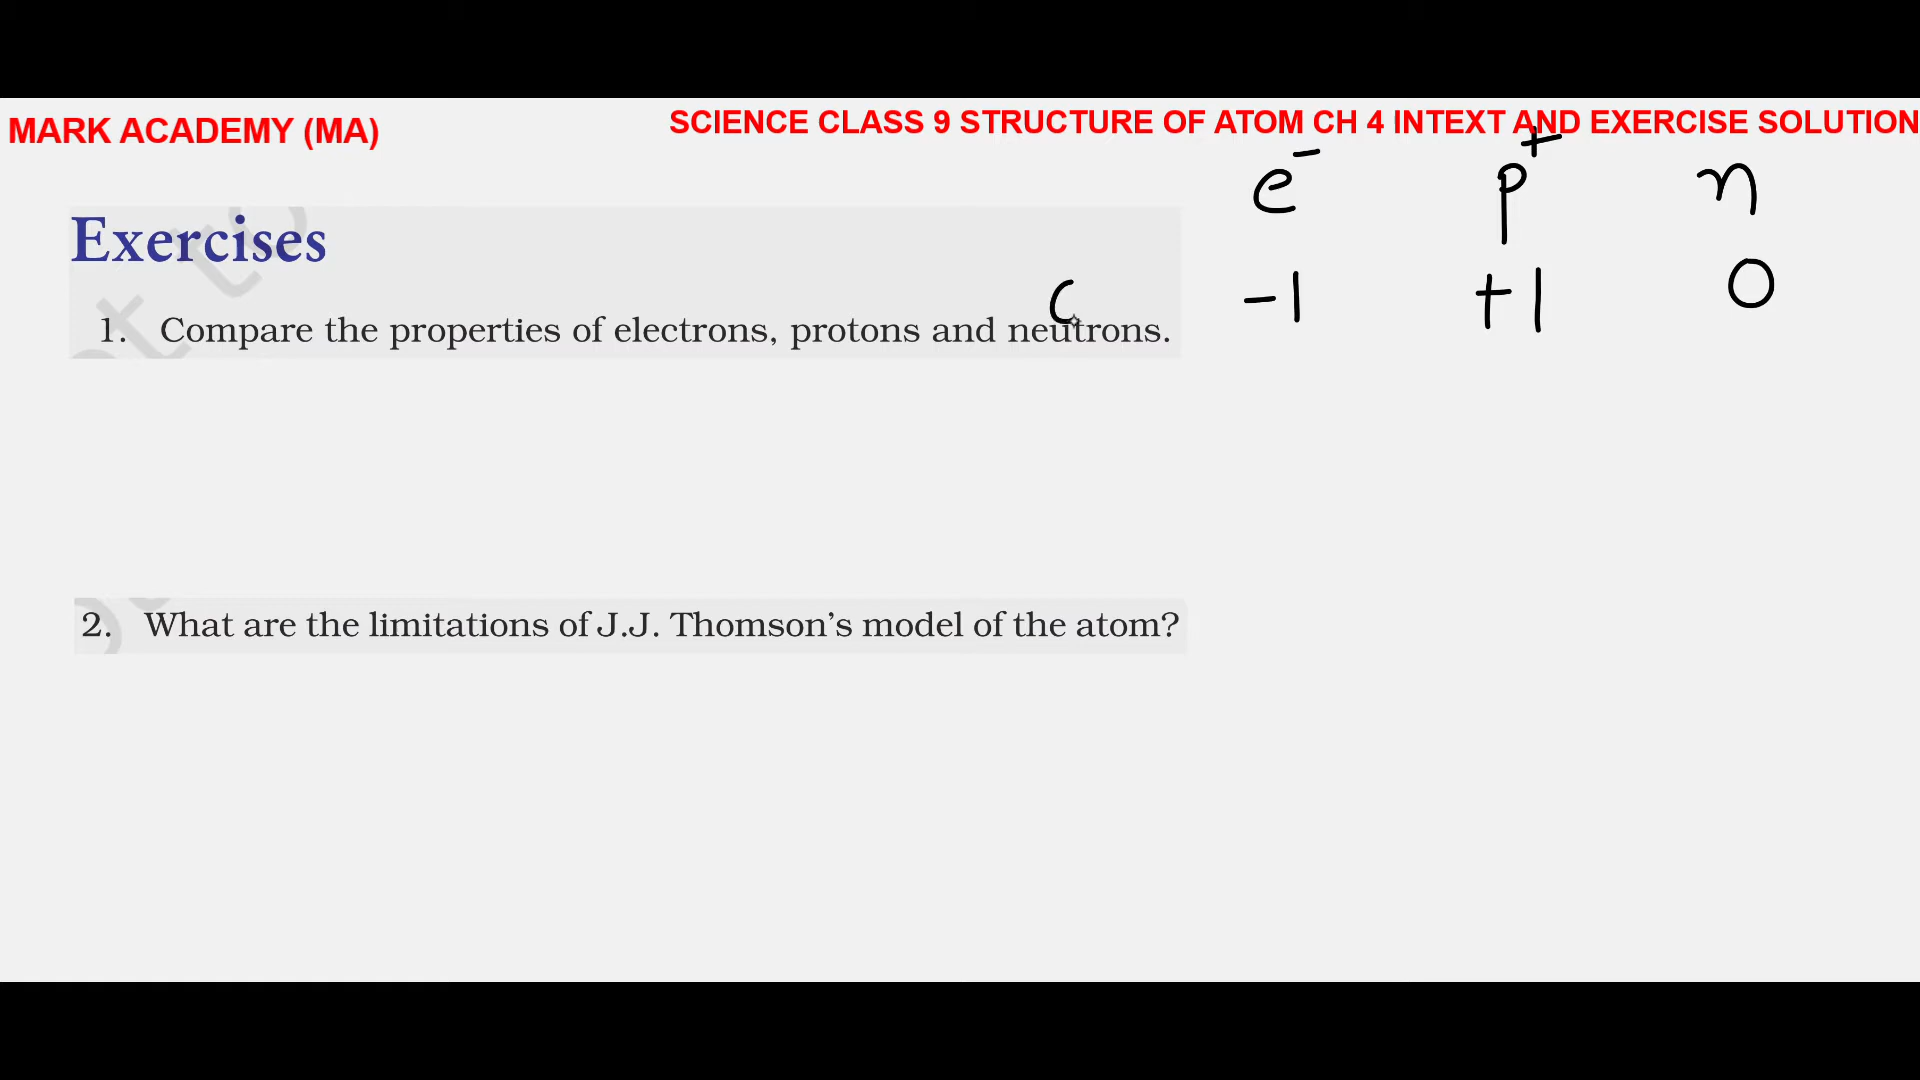 MARK ACADEMY (MA)
SCIENCE CLASS 9 STRUCTURE OF ATOM CH 4 INTEXT AND EXERCISE SOLUTION
e⁻ p⁺ n
Exercises
C -1 +1 0
1. Compare the properties of electrons, protons and neutrons.
2. What are the limitations of J.J. Thomson's model of the atom?